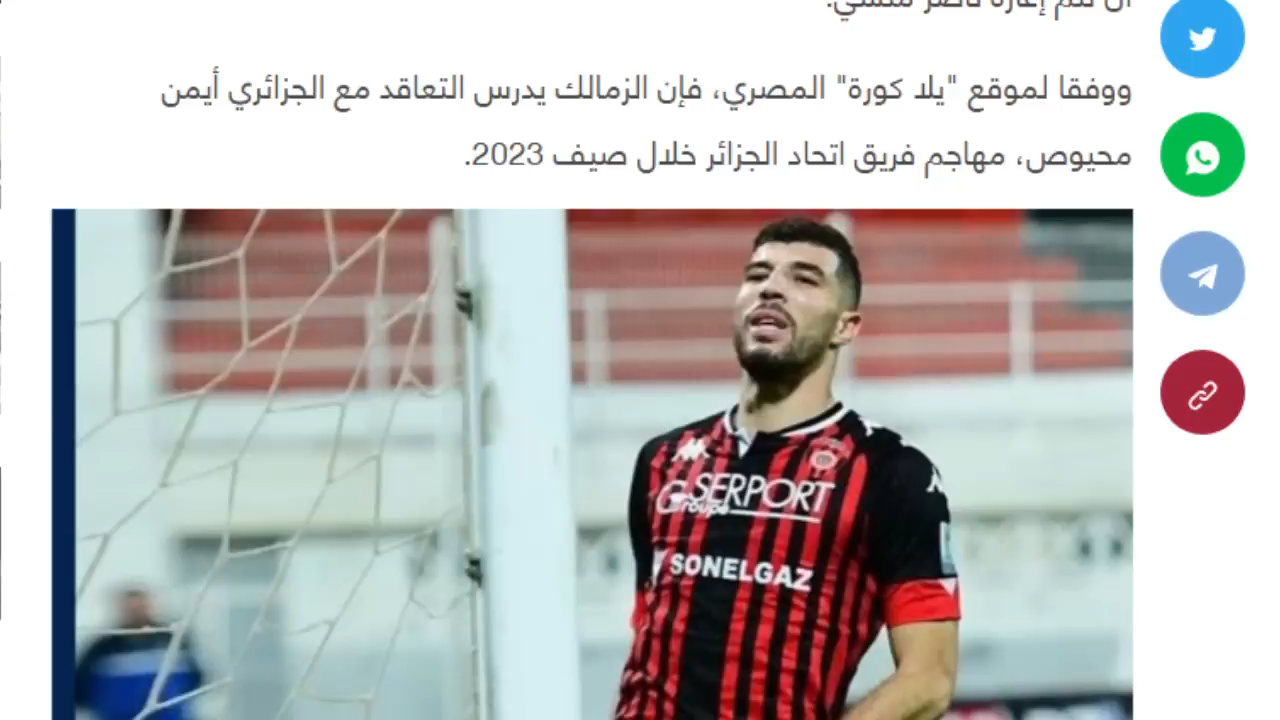 ووفقا لموقع "يلا كورة" المصري، فإن الزمالك يدرس التعاقد مع الجزائري أيمن
محيوص، مهاجم فريق اتحاد الجزائر خلال صيف 2023.
SERPORT
Groupe
SONELGAZ